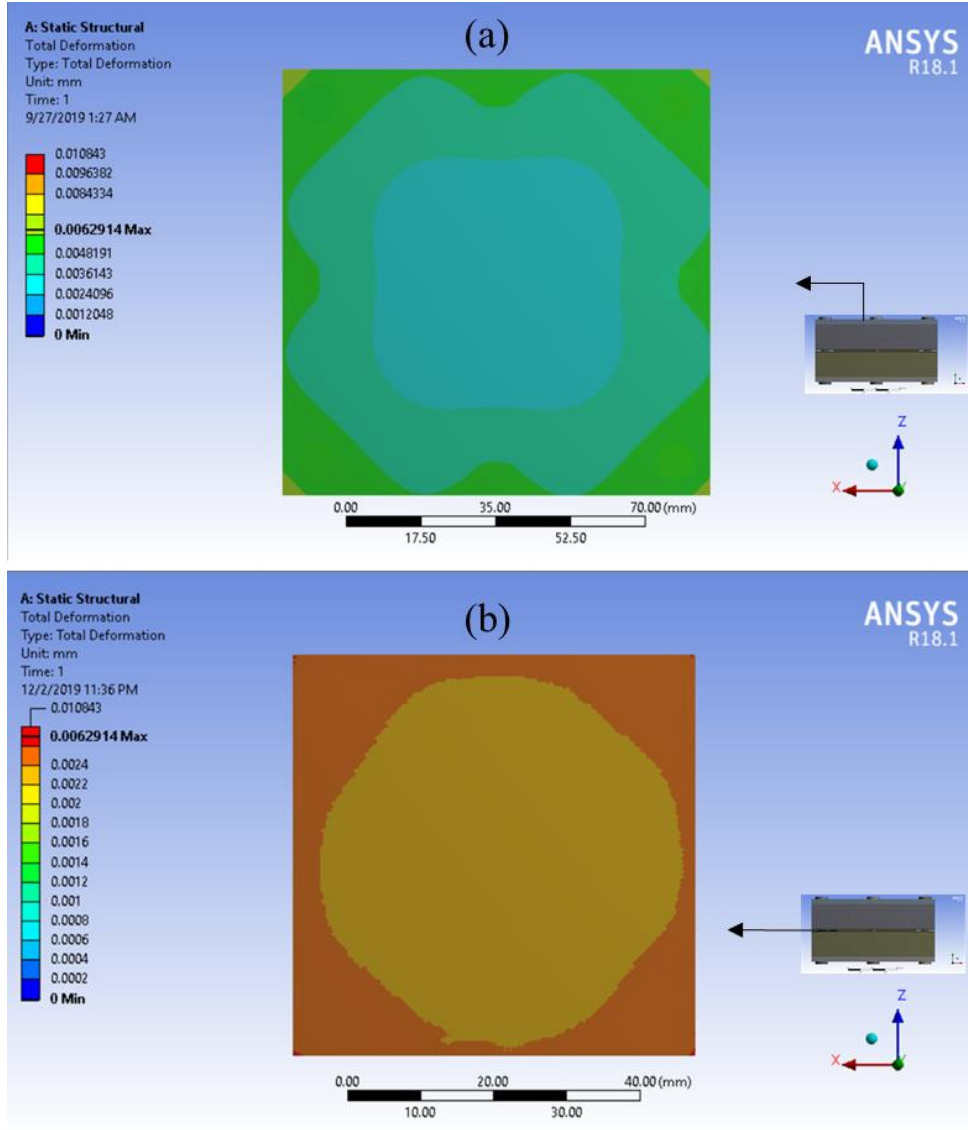 A: Static Structural
Total Deformation
Type: Total Deformation
Unit: mm
Time: 1
9/27/2019 1:27 AM
(a)
ANSYS
R18.1
0.010843
0.0096382
0.0084334
0.0062914 Max
0.0048191
0.0036143
0.0024096
0.0012048
0 Min
Z
X
0.00 35.00 70.00 (mm)
17.50 52.50
A: Static Structural
Total Deformation
Type: Total Deformation
Unit: mm
Time: 1
12/2/2019 11:36 PM
(b)
ANSYS
R18.1
0.010843
0.0062914 Max
0.0024
0.0022
0.002
0.0018
0.0016
0.0014
0.0012
0.001
0.0008
0.0006
0.0004
0.0002
0 Min
Z
X
0.00 20.00 40.00 (mm)
10.00 30.00